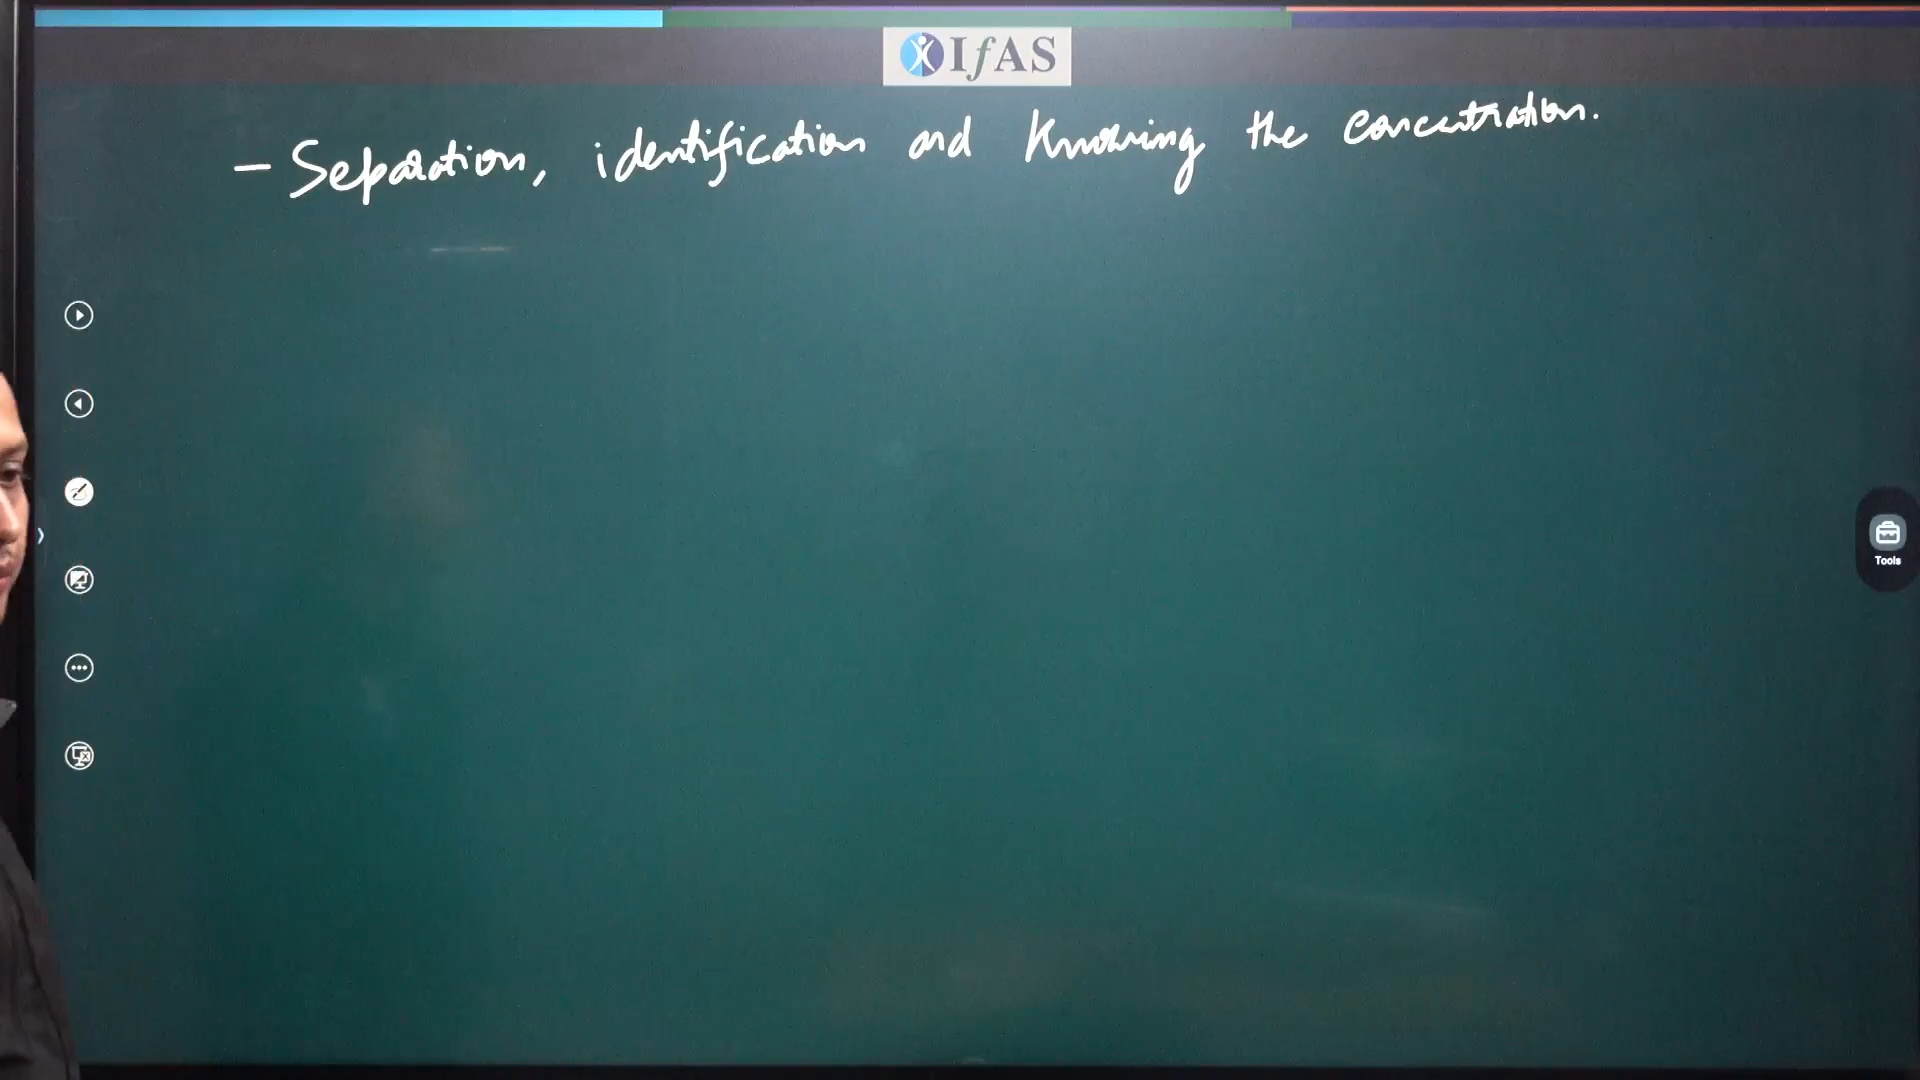 IfAS
- Separation, identification and Knowing the concentration.
Tools